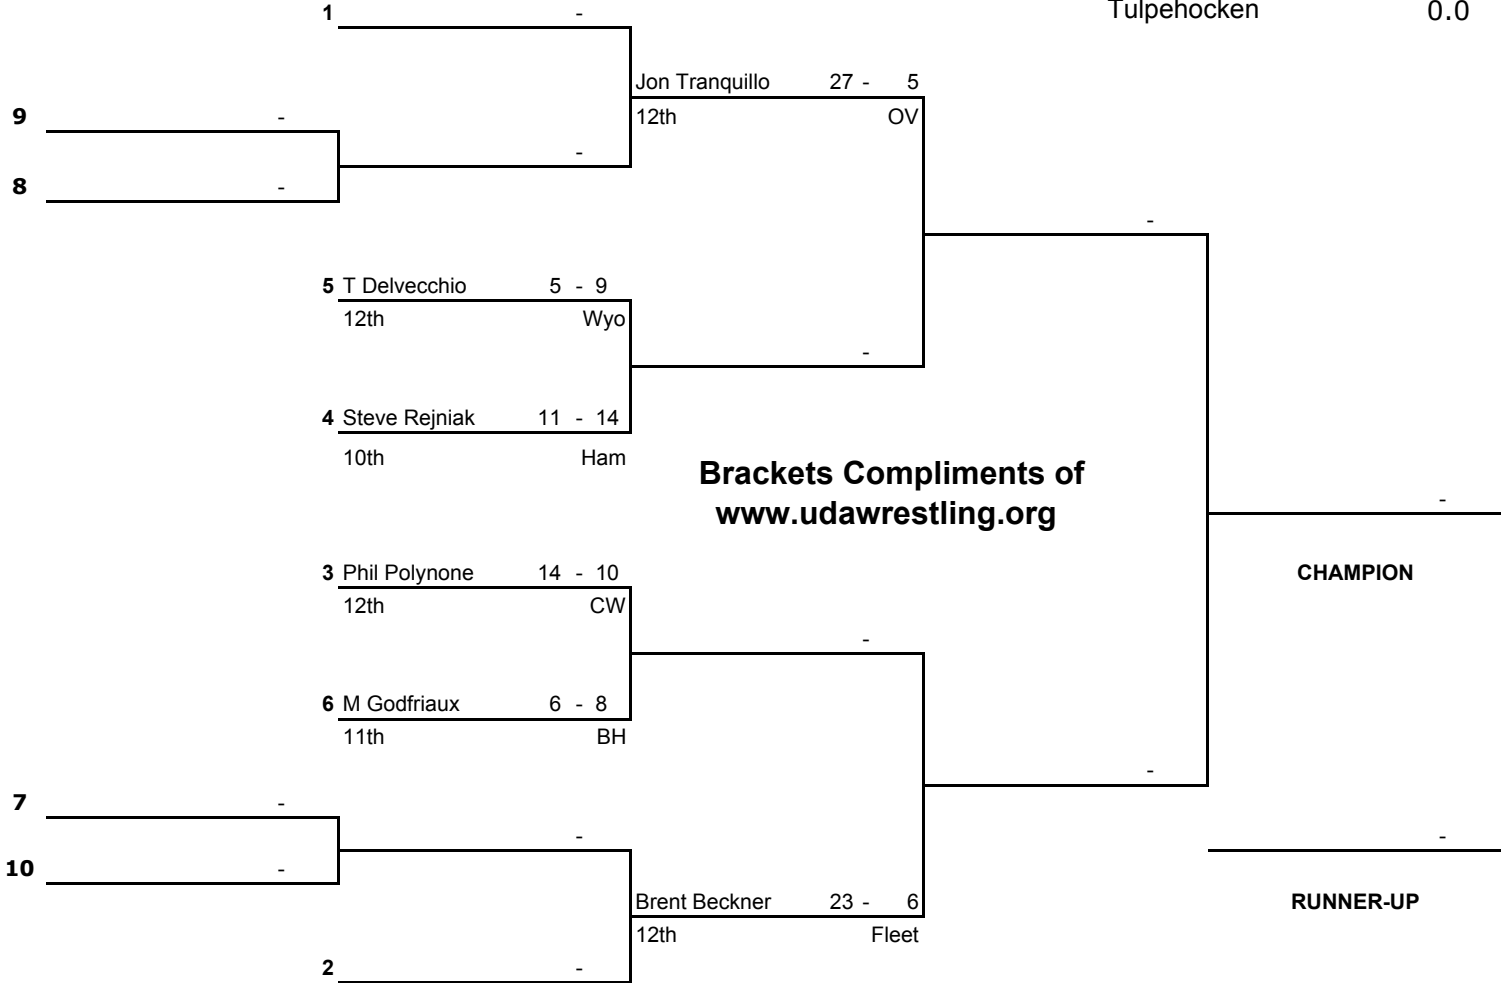 Tulpehocken 0.0
1 -
Jon Tranquillo 27 - 5
12th OV
9 -
-
8 -
-
5 T Delvecchio 5 - 9
12th Wyo
-
4 Steve Rejniak 11 - 14
10th Ham
Brackets Compliments of
www.udawrestling.org
-
3 Phil Polynone 14 - 10
CHAMPION
12th CW
-
6 M Godfriaux 6 - 8
11th BH
-
7 -
-
-
10 -
Brent Beckner 23 - 6
RUNNER-UP
12th Fleet
2 -